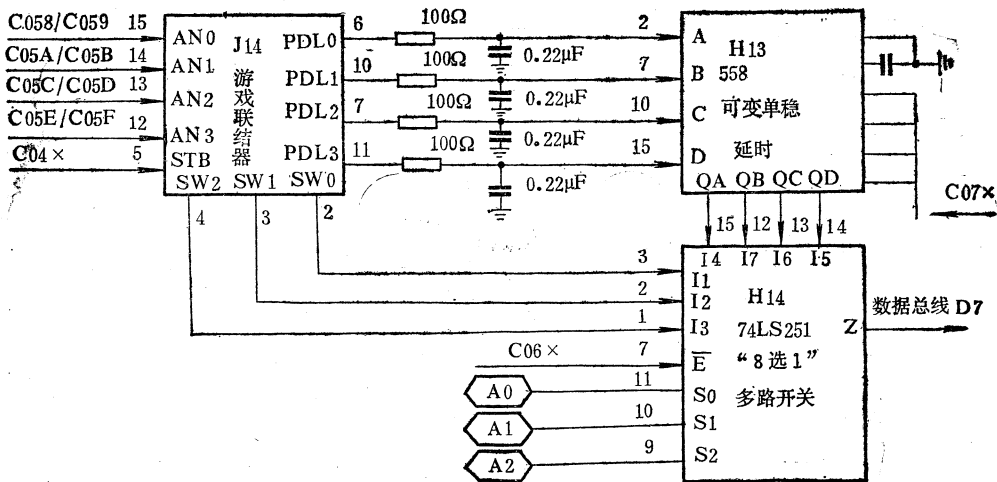 C058/C059 15
C05A/C05B 14
C05C/C05D 13
C05E/C05F 12
C04× 5
AN0
AN1
AN2
AN3
STB
J14
游戏联结器
PDL0
PDL1
PDL2
PDL3
SW2 SW1 SW0
6
10
7
11
4
3
2
100Ω
100Ω
100Ω
100Ω
0.22μF
0.22μF
0.22μF
0.22μF
2
7
10
15
A
B
C
D
H13
558
可变单稳
延时
QA QB QC QD
15 12 13 14
C07×
I4 I7 I6 I5
3
2
1
I1
I2
I3
H14
74LS251
“8选1”
多路开关
Z
数据总线 D7
C06× 7
E
A0 11 S0
A1 10 S1
A2 9 S2